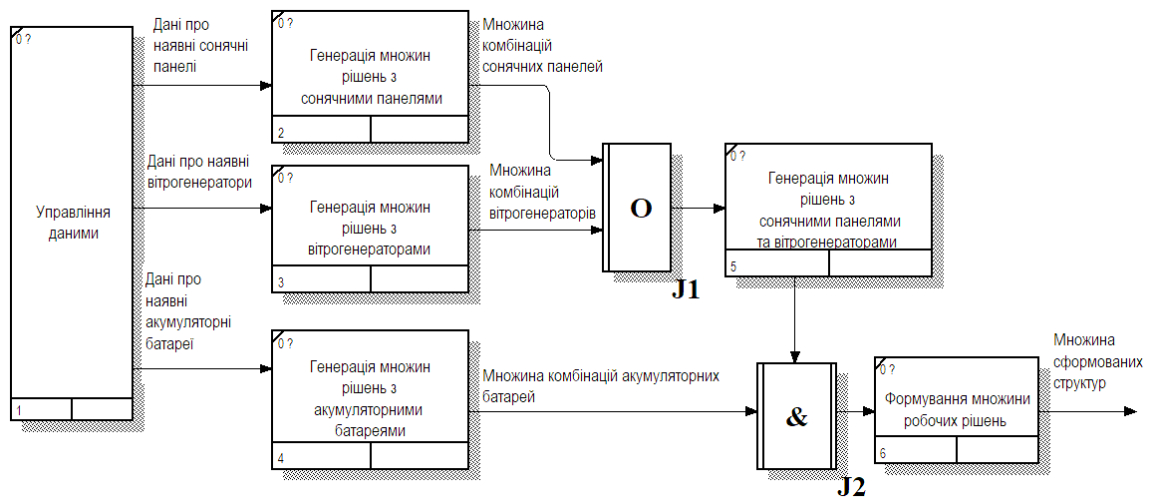 Дані про
наявні сонячні
панелі
0 ?
Генерація множин
рішень з
сонячними панелями
2
Множина
комбінацій
сонячних панелей
0 ?
Управління
даними
1
Дані про наявні
вітрогенератори
0 ?
Генерація множин
рішень з
вітрогенераторами
3
Множина
комбінацій
вітрогенераторів
O
J1
0 ?
Генерація множин
рішень з
сонячними панелями
та вітрогенераторами
5
Дані про
наявні
акумуляторні
батареї
0 ?
Генерація множин
рішень з
акумуляторними
батареями
4
Множина комбінацій акумуляторних
батарей
&
J2
0 ?
Формування множини
робочих рішень
6
Множина
сформованих
структур